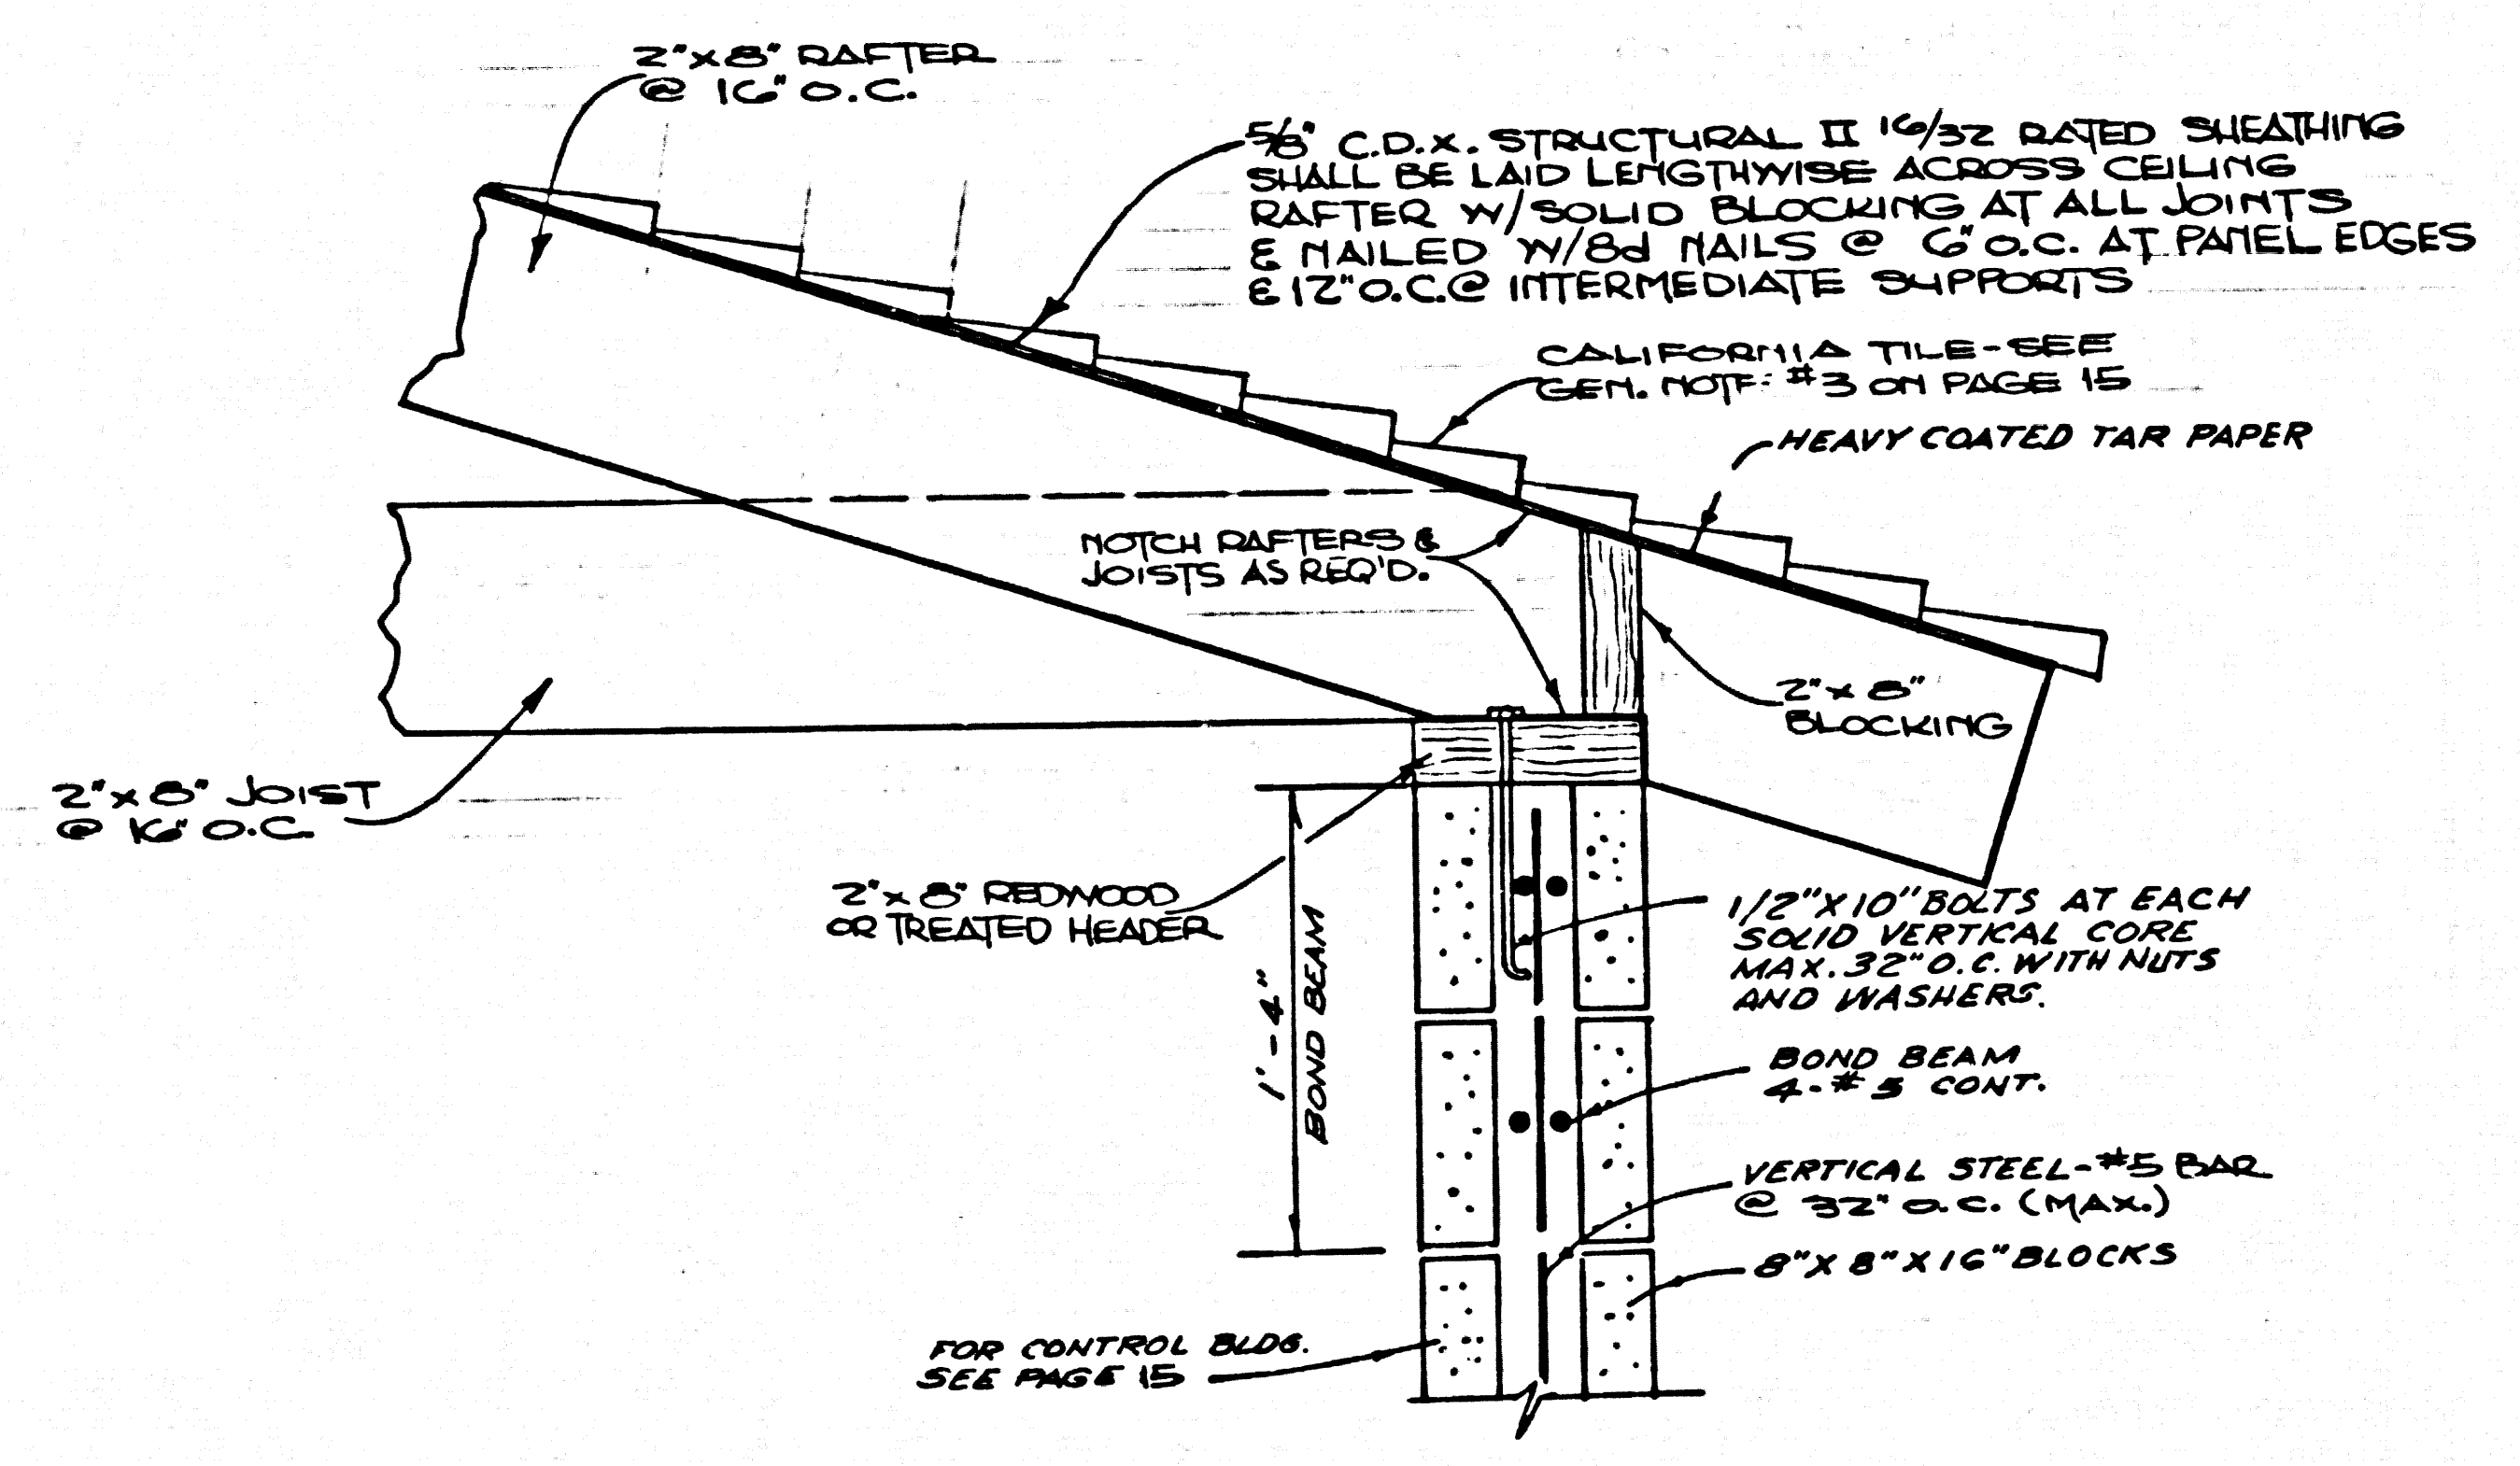 2"x8" RAFTER
@ 16" O.C.
5/8" C.D.X. STRUCTURAL II 16/32 RATED SHEATHING
SHALL BE LAID LENGTHWISE ACROSS CEILING
RAFTER W/SOLID BLOCKING AT ALL JOINTS
& NAILED W/8d NAILS @ 6" O.C. AT PANEL EDGES
& 12" O.C. @ INTERMEDIATE SUPPORTS
CALIFORNIA TILE-SEE
GEN. NOTE #3 ON PAGE 15
HEAVY COATED TAR PAPER
NOTCH RAFTERS &
JOISTS AS REQ'D.
2"x8"
BLOCKING
2"x8" JOIST
@ 16" O.C.
2"x8" REDWOOD
OR TREATED HEADER
1'-4"
BOND BEAM
1/2"X10" BOLTS AT EACH
SOLID VERTICAL CORE
MAX. 32" O.C. WITH NUTS
AND WASHERS.
BOND BEAM
4-#5 CONT.
VERTICAL STEEL-#5 BAR
@ 32" O.C. (MAX.)
8"X8"X16" BLOCKS
FOR CONTROL BLDG.
SEE PAGE 15